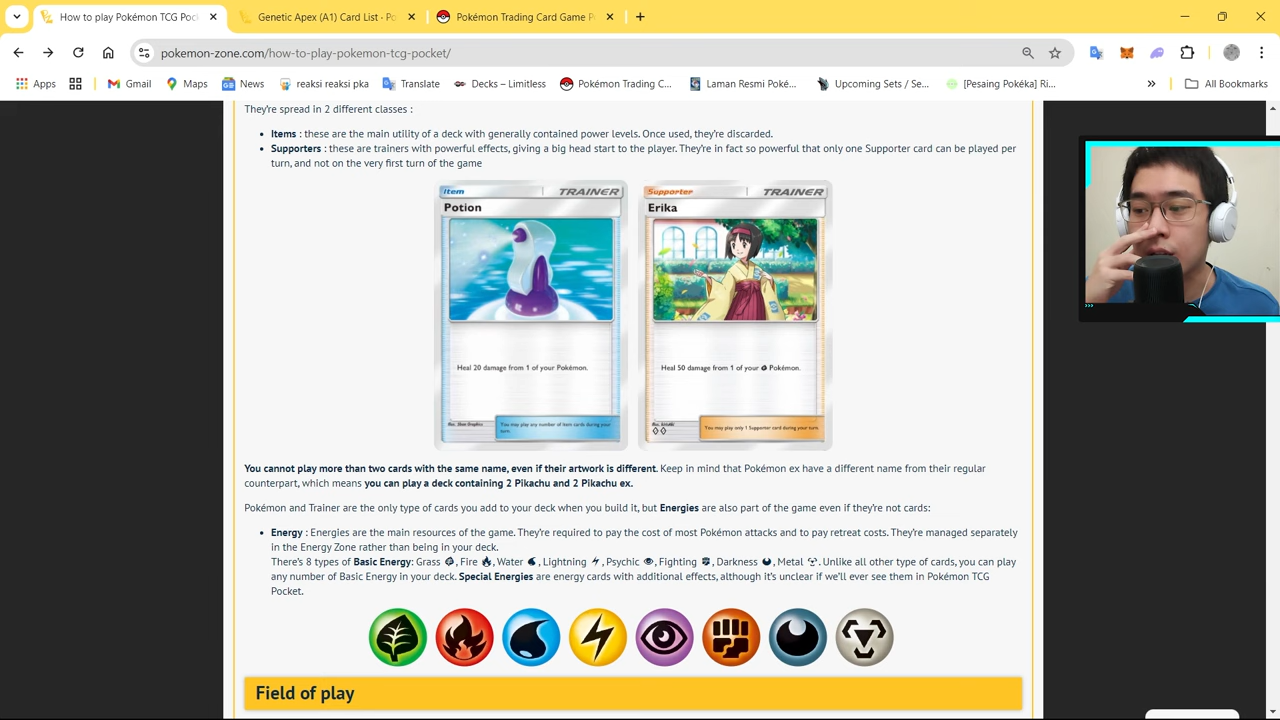 How to play Pokémon TCG Poc
Genetic Apex (A1) Card List - Po
Pokémon Trading Card Game P
pokemon-zone.com/how-to-play-pokemon-tcg-pocket/
Apps
Gmail
Maps
News
reaksi reaksi pka
Translate
Decks – Limitless
Pokémon Trading C...
Laman Resmi Poké...
Upcoming Sets / Se...
[Pesaing Pokéka] Ri...
»
All Bookmarks
They're spread in 2 different classes :
Items : these are the main utility of a deck with generally contained power levels. Once used, they're discarded.
Supporters : these are trainers with powerful effects, giving a big head start to the player. They're in fact so powerful that only one Supporter card can be played per
turn, and not on the very first turn of the game
Item TRAINER
Potion
Heal 20 damage from 1 of your Pokémon.
You may play any number of Item cards during your
turn.
Supporter TRAINER
Erika
Heal 50 damage from 1 of your Pokémon.
You may play only 1 Supporter card during your turn.
You cannot play more than two cards with the same name, even if their artwork is different. Keep in mind that Pokémon ex have a different name from their regular
counterpart, which means you can play a deck containing 2 Pikachu and 2 Pikachu ex.
Pokémon and Trainer are the only type of cards you add to your deck when you build it, but Energies are also part of the game even if they're not cards:
Energy : Energies are the main resources of the game. They're required to pay the cost of most Pokémon attacks and to pay retreat costs. They're managed separately
in the Energy Zone rather than being in your deck.
There's 8 types of Basic Energy: Grass , Fire , Water , Lightning , Psychic , Fighting , Darkness , Metal . Unlike all other type of cards, you can play
any number of Basic Energy in your deck. Special Energies are energy cards with additional effects, although it's unclear if we'll ever see them in Pokémon TCG
Pocket.
Field of play